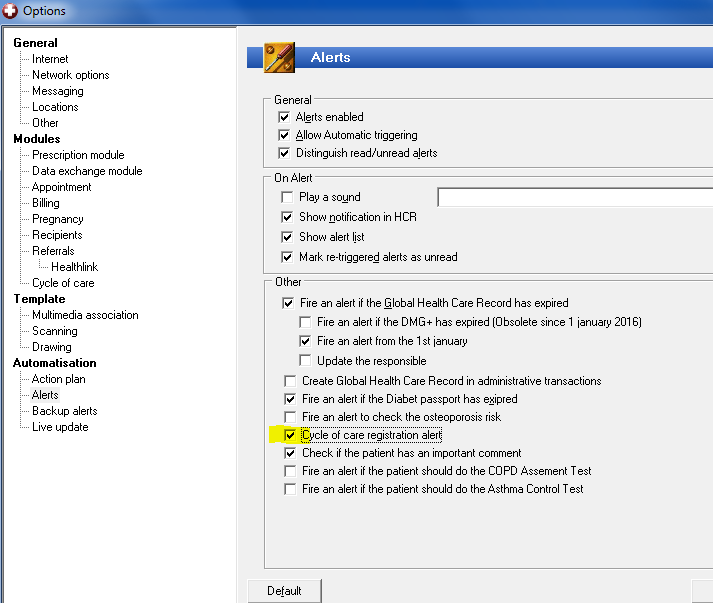 Options
General
Internet
Network options
Messaging
Locations
Other
Modules
Prescription module
Data exchange module
Appointment
Billing
Pregnancy
Recipients
Referrals
Healthlink
Cycle of care
Template
Multimedia association
Scanning
Drawing
Automatisation
Action plan
Alerts
Backup alerts
Live update
Alerts
General
Alerts enabled
Allow Automatic triggering
Distinguish read/unread alerts
On Alert
Play a sound
Show notification in HCR
Show alert list
Mark re-triggered alerts as unread
Other
Fire an alert if the Global Health Care Record has expired
Fire an alert if the DMG+ has expired (Obsolete since 1 january 2016)
Fire an alert from the 1st january
Update the responsible
Create Global Health Care Record in administrative transactions
Fire an alert if the Diabet passport has exipred
Fire an alert to check the osteoporosis risk
Cycle of care registration alert
Check if the patient has an important comment
Fire an alert if the patient should do the COPD Assement Test
Fire an alert if the patient should do the Asthma Control Test
Default